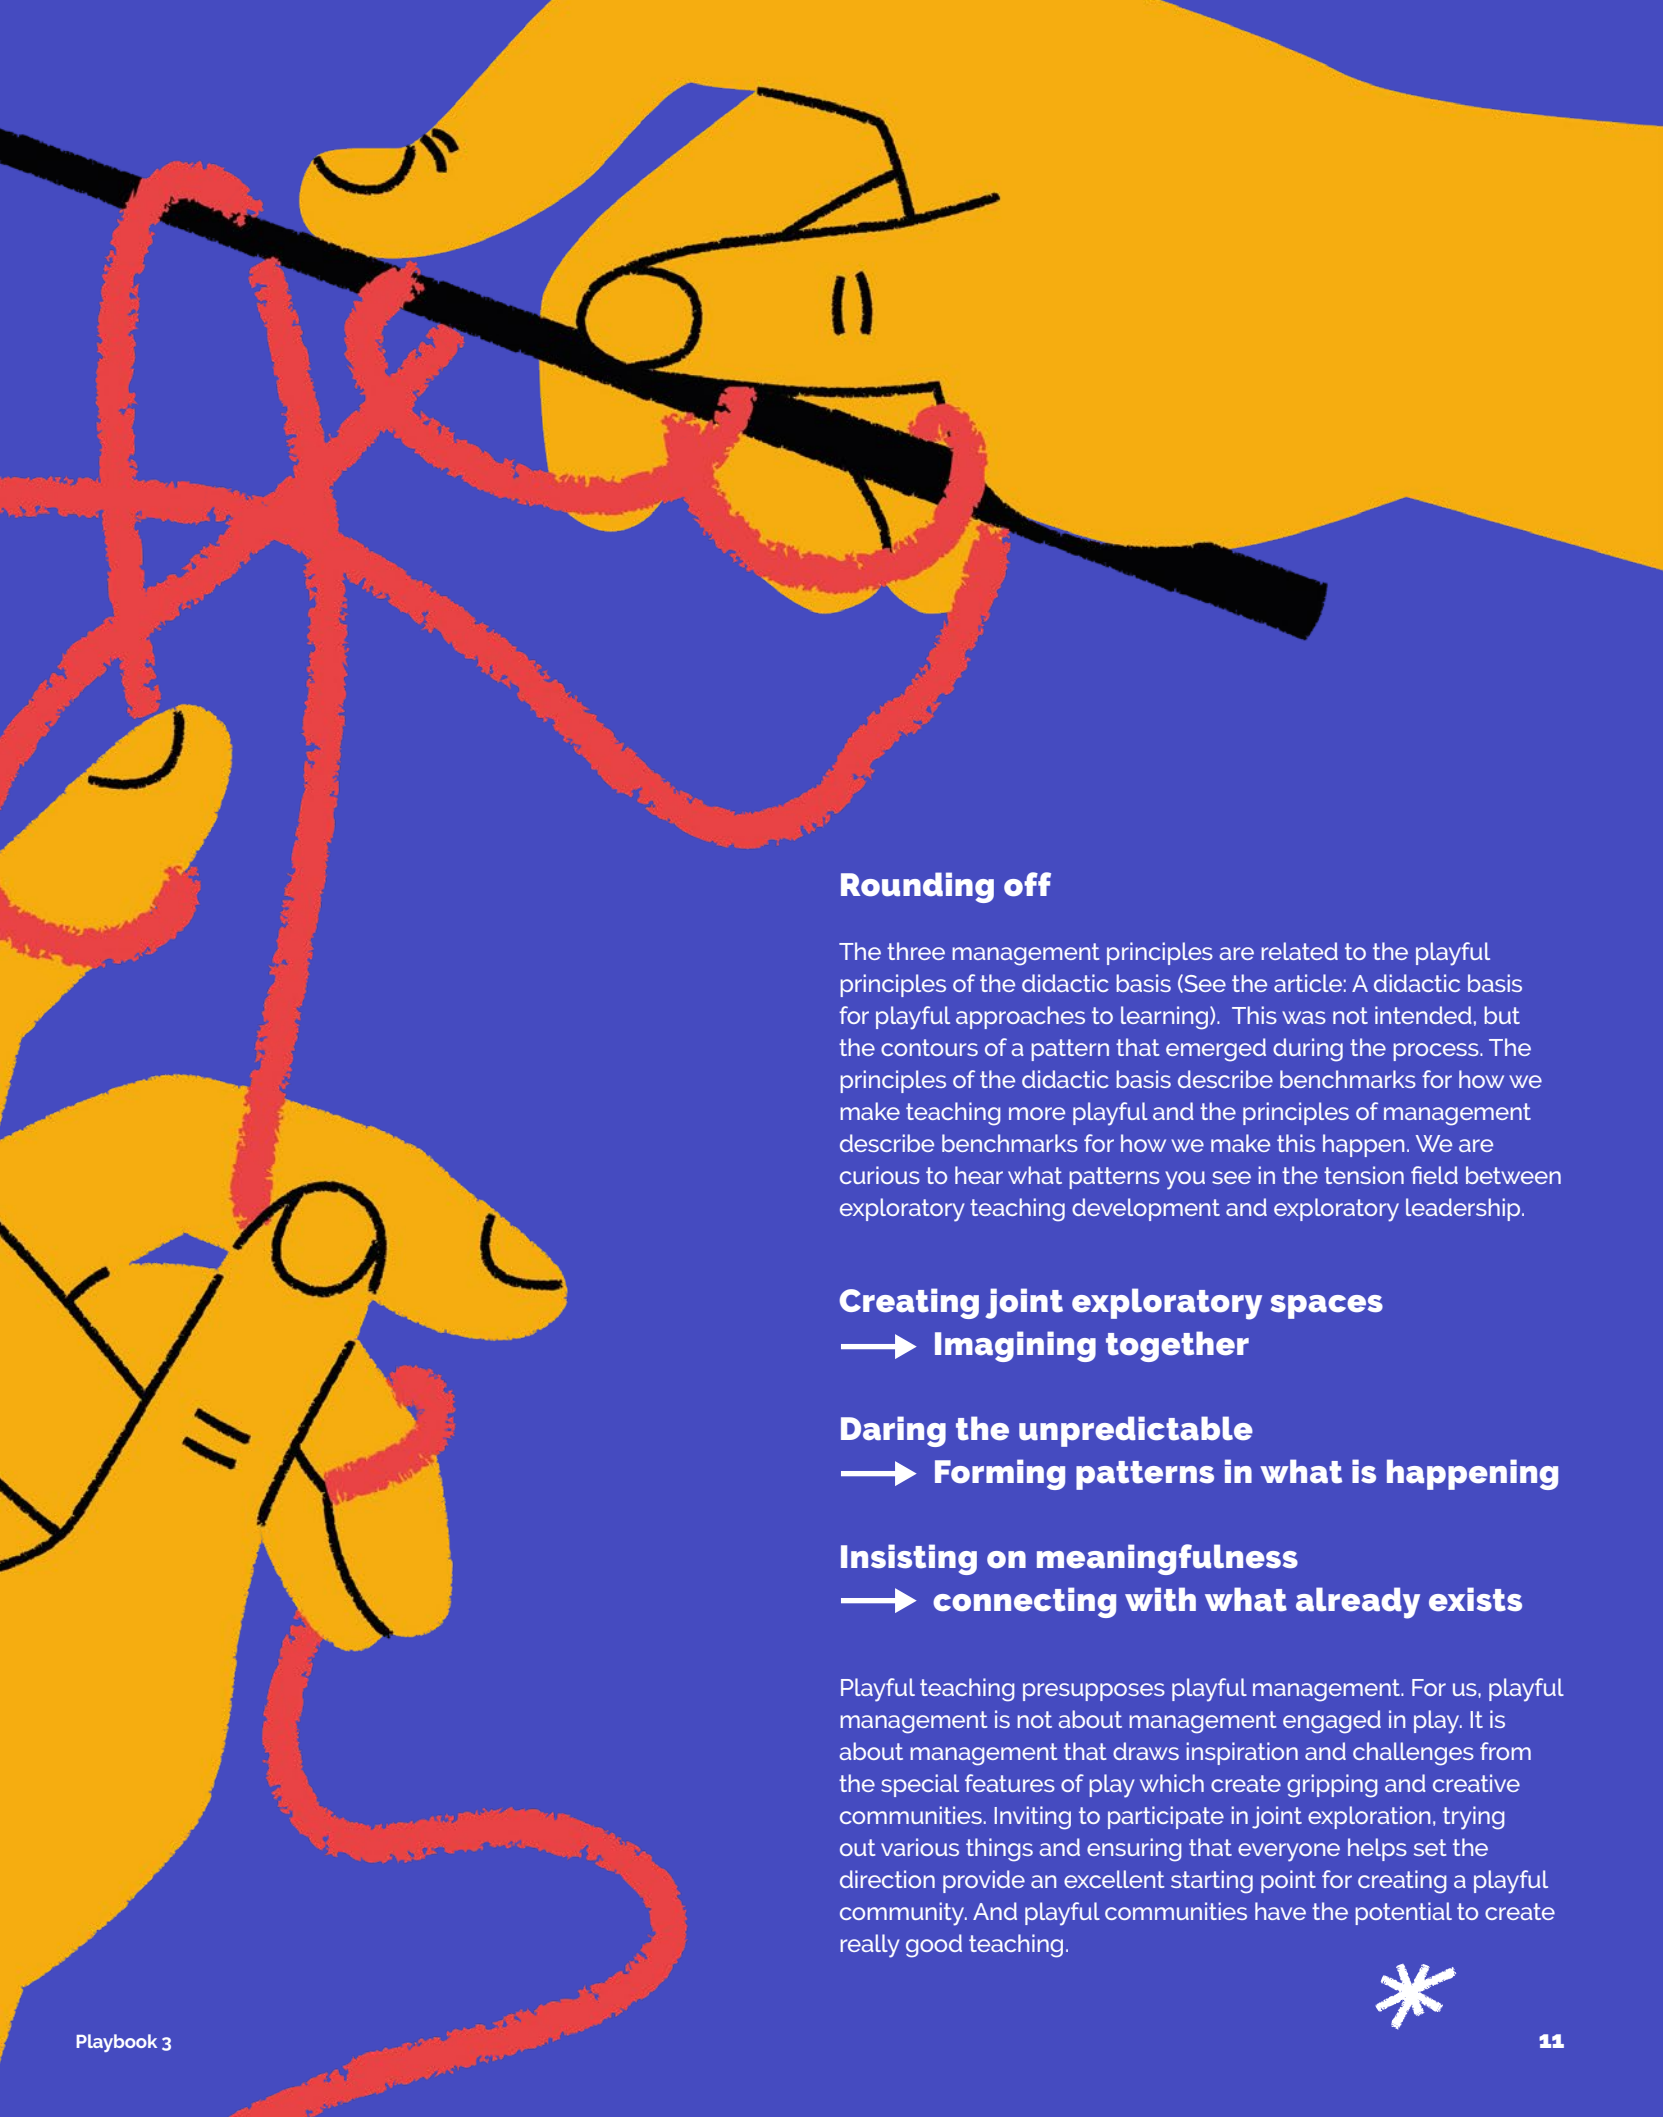 Rounding off
The three management principles are related to the playful
principles of the didactic basis (See the article: A didactic basis
for playful approaches to learning).  This was not intended, but
the contours of a pattern that emerged during the process. The
principles of the didactic basis describe benchmarks for how we
make teaching more playful and the principles of management
describe benchmarks for how we make this happen. We are
curious to hear what patterns you see in the tension field between
exploratory teaching development and exploratory leadership.
Creating joint exploratory spaces
Imagining together
Daring the unpredictable
Forming patterns in what is happening
Insisting on meaningfulness
connecting with what already exists
Playful teaching presupposes playful management. For us, playful
management is not about management engaged in play. It is
about management that draws inspiration and challenges from
the special features of play which create gripping and creative
communities. Inviting to participate in joint exploration, trying
out various things and ensuring that everyone helps set the
direction provide an excellent starting point for creating a playful
community. And playful communities have the potential to create
really good teaching.
Playbook 3
11